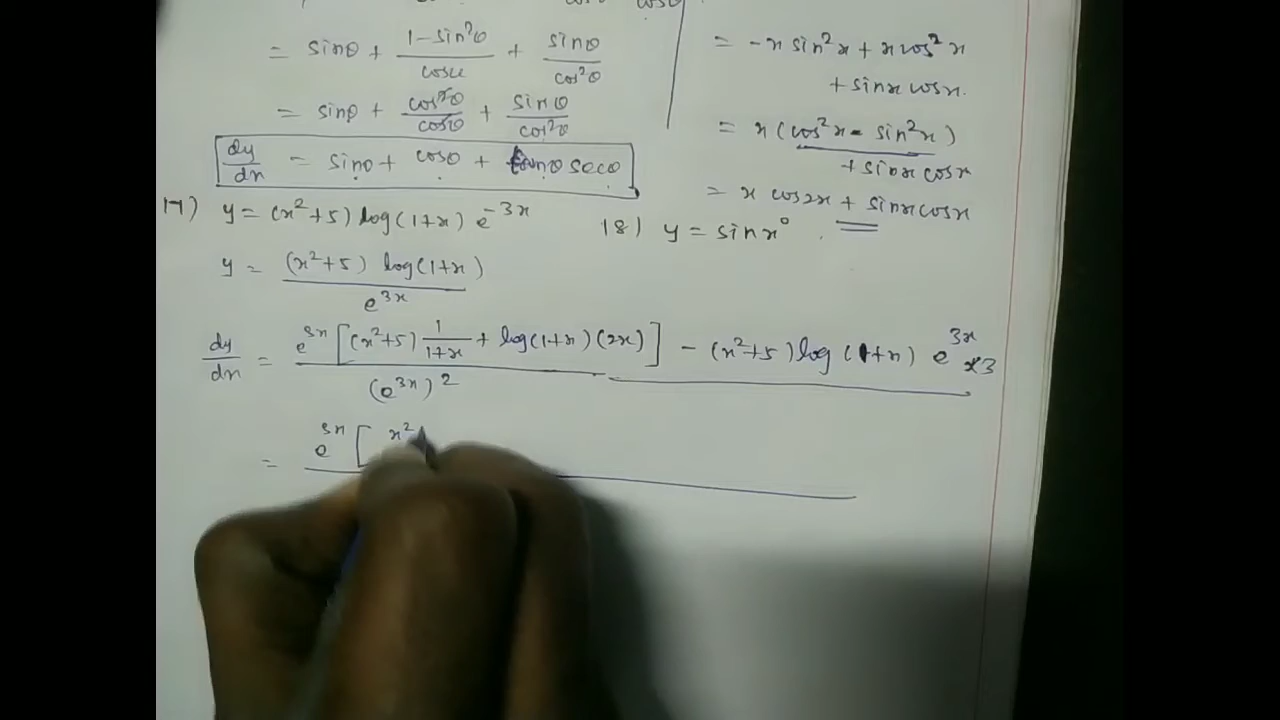 = sinθ + (1-sin²θ)/cosα + sinθ/cos²θ
= sinθ + cos²θ/cosθ + sinθ/cos²θ
dy/dx = sinθ + cosθ + tanθ secθ
= -x sin²x + x cos²x
+ sinx cosx.
= x (cos²x - sin²x)
+ sinx cosx
= x cos2x + sinx cosx
17) y = (x²+5) log(1+x) e^-3x
y = (x²+5) log(1+x) / e^3x
dy/dx = e^3x [(x²+5) 1/(1+x) + log(1+x)(2x)] - (x²+5) log(1+x) e^3x ×3 / (e^3x)²
= e^3x [ x²
18) y = sinx°.